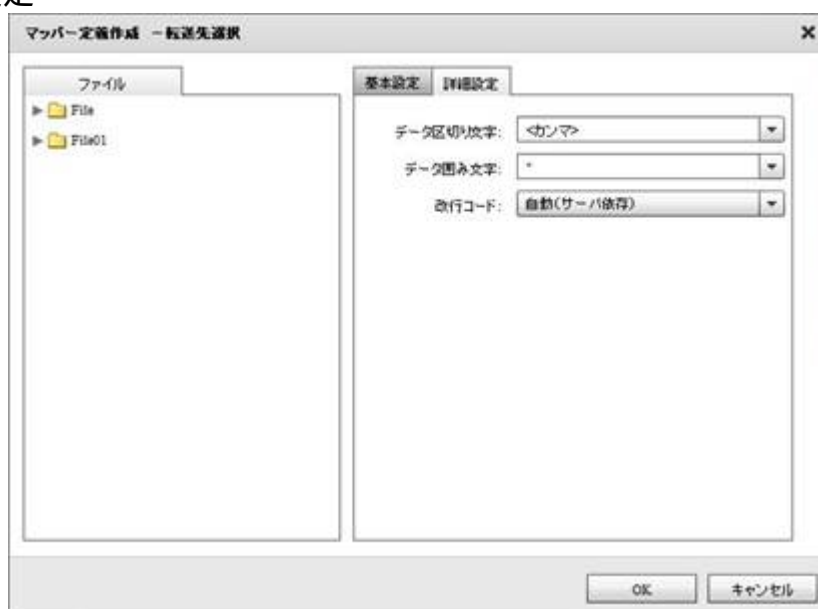 マッパー定義作成 －転送先選択
ファイル
File
File01
基本設定 詳細設定
データ区切り文字: <カンマ>
データ囲み文字:
改行コード: 自動(サーバ依存)
OK キャンセル